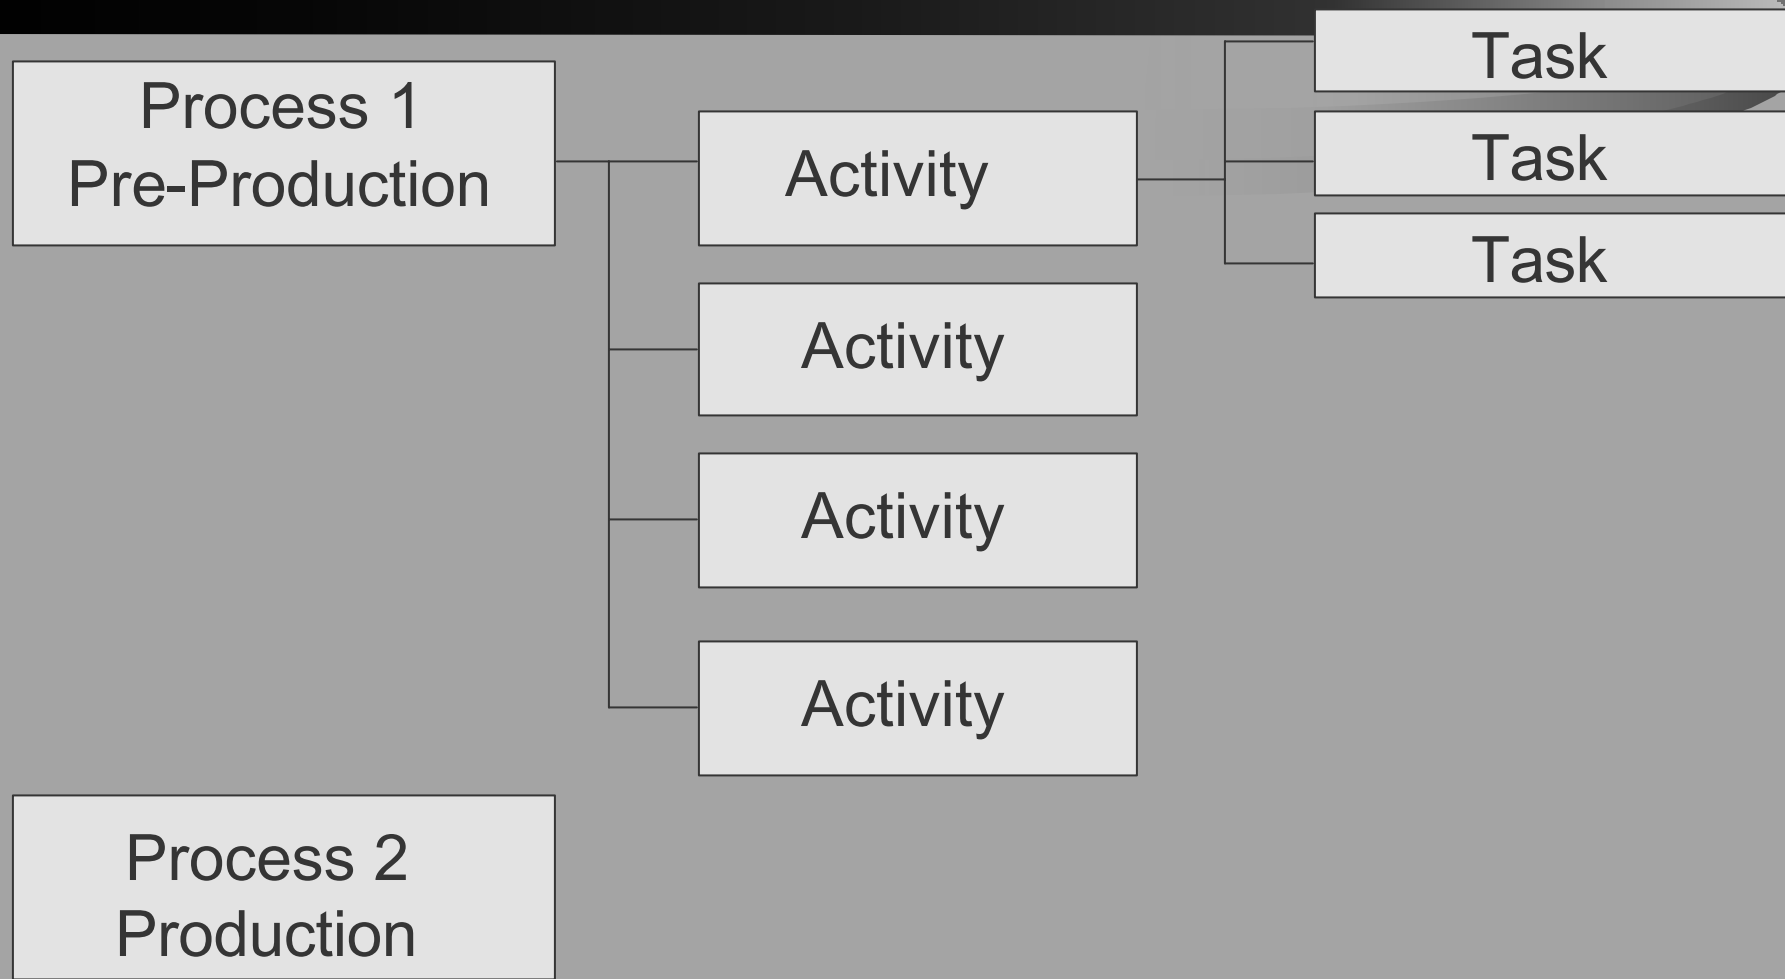 Process 1
Pre-Production
Activity
Task
Task
Task
Activity
Activity
Activity
Process 2
Production